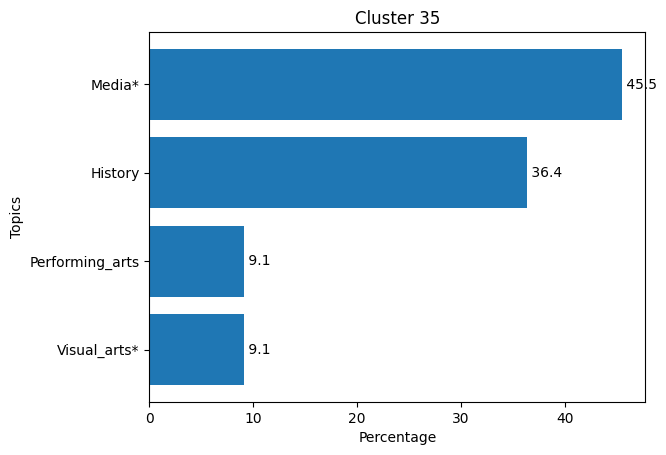 Cluster 35
Topics
Media*
45.5
History
36.4
Performing_arts
9.1
Visual_arts*
9.1
0 10 20 30 40
Percentage